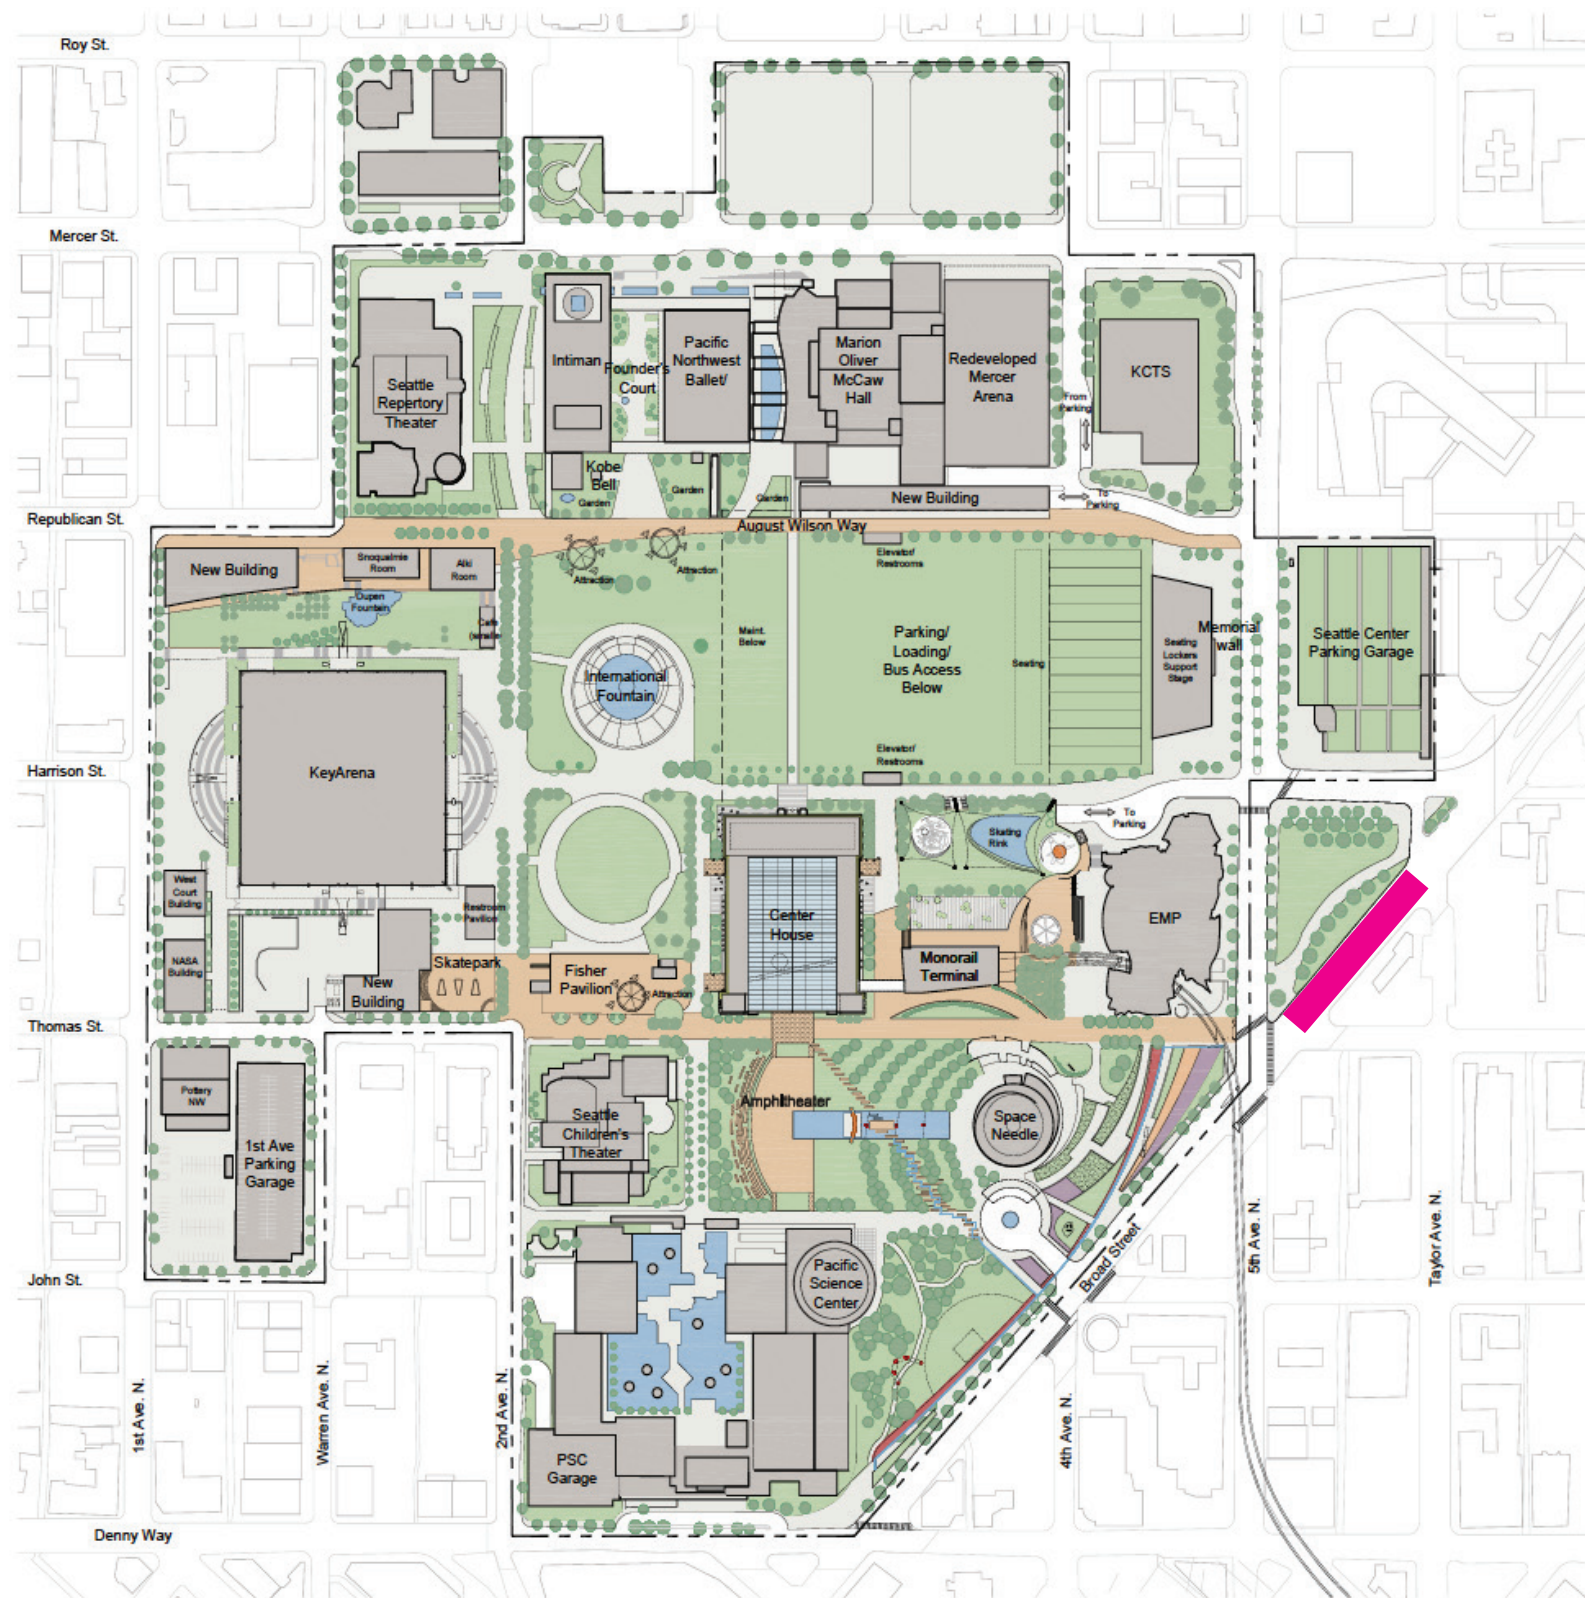 Roy St.
Mercer St.
Seattle
Repertory
Theater
Intiman
Founder's
Court
Pacific
Northwest
Ballet/
Marion
Oliver
McCaw
Hall
Redeveloped
Mercer
Arena
From
Parking
KCTS
Kobe
Bell
Garden
Garden
Garden
New Building
To
Parking
Republican St.
August Wilson Way
New Building
Snoqualmie
Room
Alki
Room
Dupen
Fountain
Cafe
Attraction
Attraction
Elevator/
Restrooms
International
Fountain
Maint.
Below
Parking/
Loading/
Bus Access
Below
Seating
Seating
Lockers
Support
Stage
Memorial
wall
Seattle Center
Parking Garage
Elevator/
Restrooms
Harrison St.
KeyArena
To
Parking
Skating
Rink
West
Court
Building
Restroom
Pavilion
Center
House
EMP
NASA
Building
New
Building
Skatepark
Fisher
Pavilion
Attraction
Monorail
Terminal
Thomas St.
Pottery
NW
1st Ave
Parking
Garage
Seattle
Children's
Theater
Amphitheater
Space
Needle
Broad Street
5th Ave. N.
Taylor Ave. N.
John St.
Pacific
Science
Center
1st Ave. N.
Warren Ave. N.
2nd Ave. N.
4th Ave. N.
PSC
Garage
Denny Way